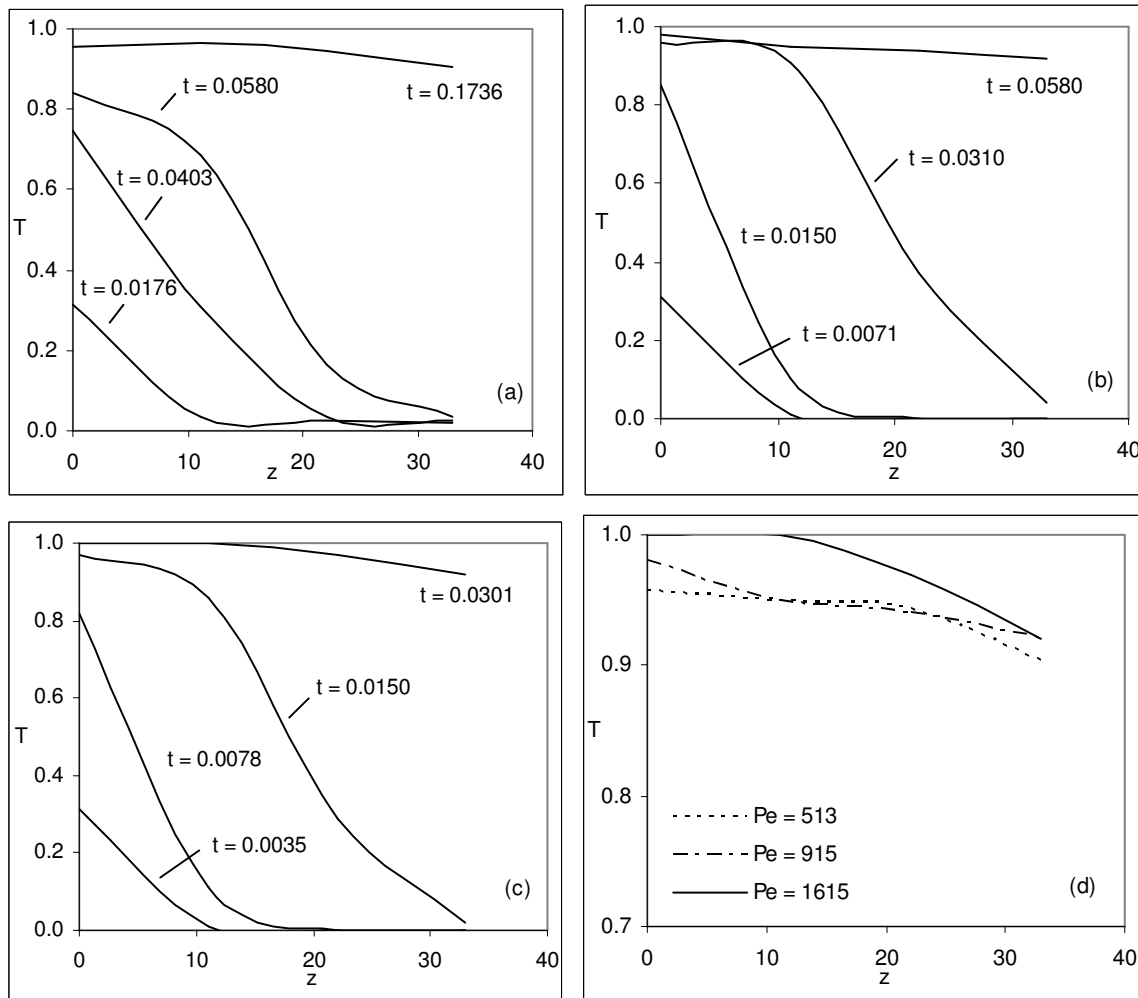 1.0
0.8
0.6
0.4
0.2
0.0
T
0 10 20 30 40
z
t = 0.1736
t = 0.0580
t = 0.0403
t = 0.0176
(a)
1.0
0.8
0.6
0.4
0.2
0.0
T
0 10 20 30 40
z
t = 0.0580
t = 0.0310
t = 0.0150
t = 0.0071
(b)
1.0
0.8
0.6
0.4
0.2
0.0
T
0 10 20 30 40
z
t = 0.0301
t = 0.0150
t = 0.0078
t = 0.0035
(c)
1.0
0.9
0.8
0.7
T
0 10 20 30 40
z
Pe = 513
Pe = 915
Pe = 1615
(d)